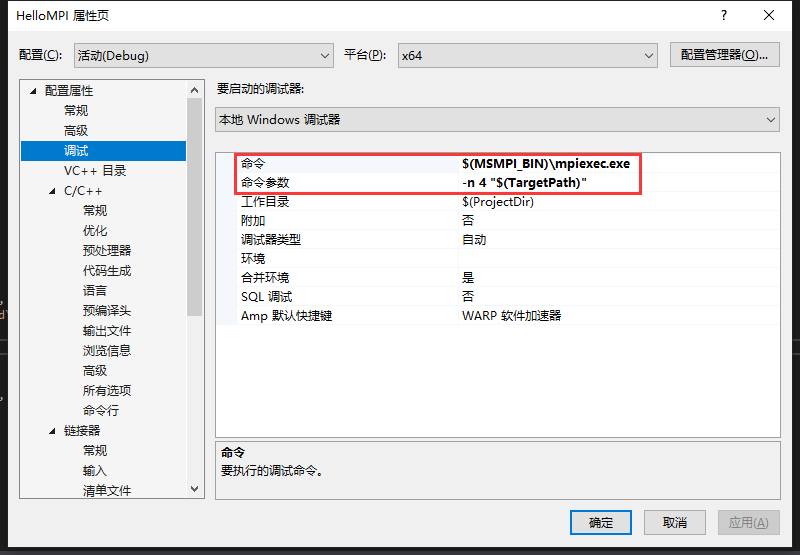 HelloMPI 属性页
?
配置(C):
活动(Debug)
平台(P):
x64
配置管理器(O)...
配置属性
常规
高级
调试
VC++ 目录
C/C++
常规
优化
预处理器
代码生成
语言
预编译头
输出文件
浏览信息
高级
所有选项
命令行
链接器
常规
输入
清单文件
要启动的调试器:
本地 Windows 调试器
命令 $(MSMPI_BIN)\mpiexec.exe
命令参数 -n 4 "$(TargetPath)"
工作目录 $(ProjectDir)
附加 否
调试器类型 自动
环境
合并环境 是
SQL 调试 否
Amp 默认快捷键 WARP 软件加速器
命令
要执行的调试命令。
确定
取消
应用(A)